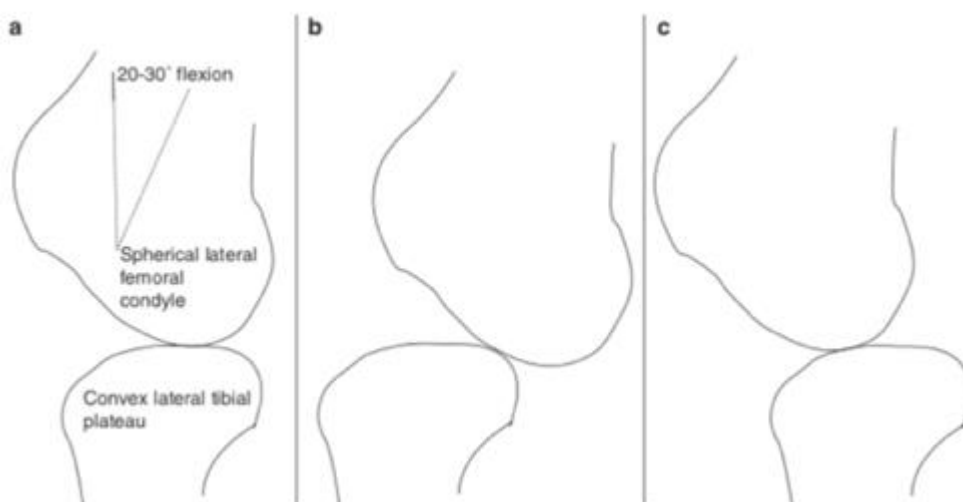 a
20-30° flexion
Spherical lateral
femoral
condyle
Convex lateral tibial
plateau
b
c